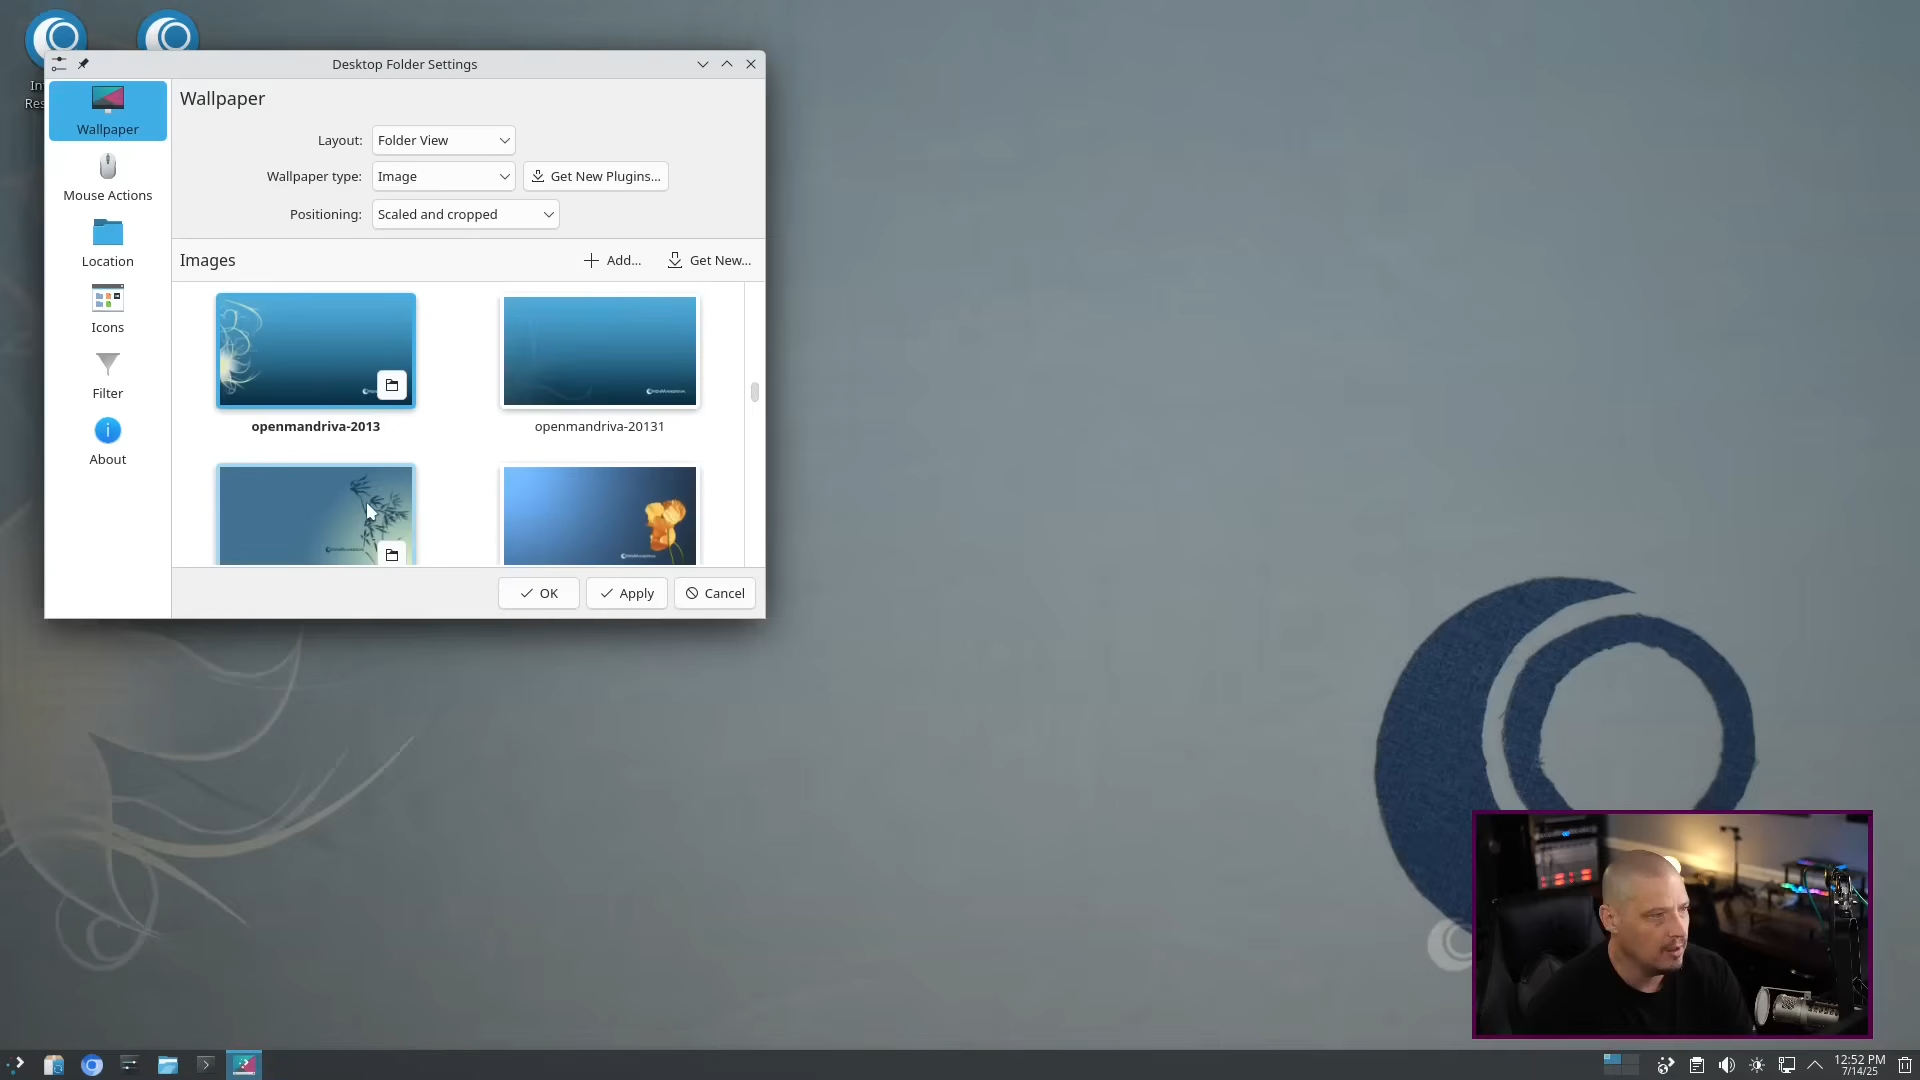 In
Res
Desktop Folder Settings
Wallpaper
Mouse Actions
Location
Icons
Filter
About
Wallpaper
Layout: Folder View
Wallpaper type: Image Get New Plugins...
Positioning: Scaled and cropped
Images Add... Get New...
openmandriva-2013 openmandriva-20131
OK Apply Cancel
12:52 PM
7/14/25